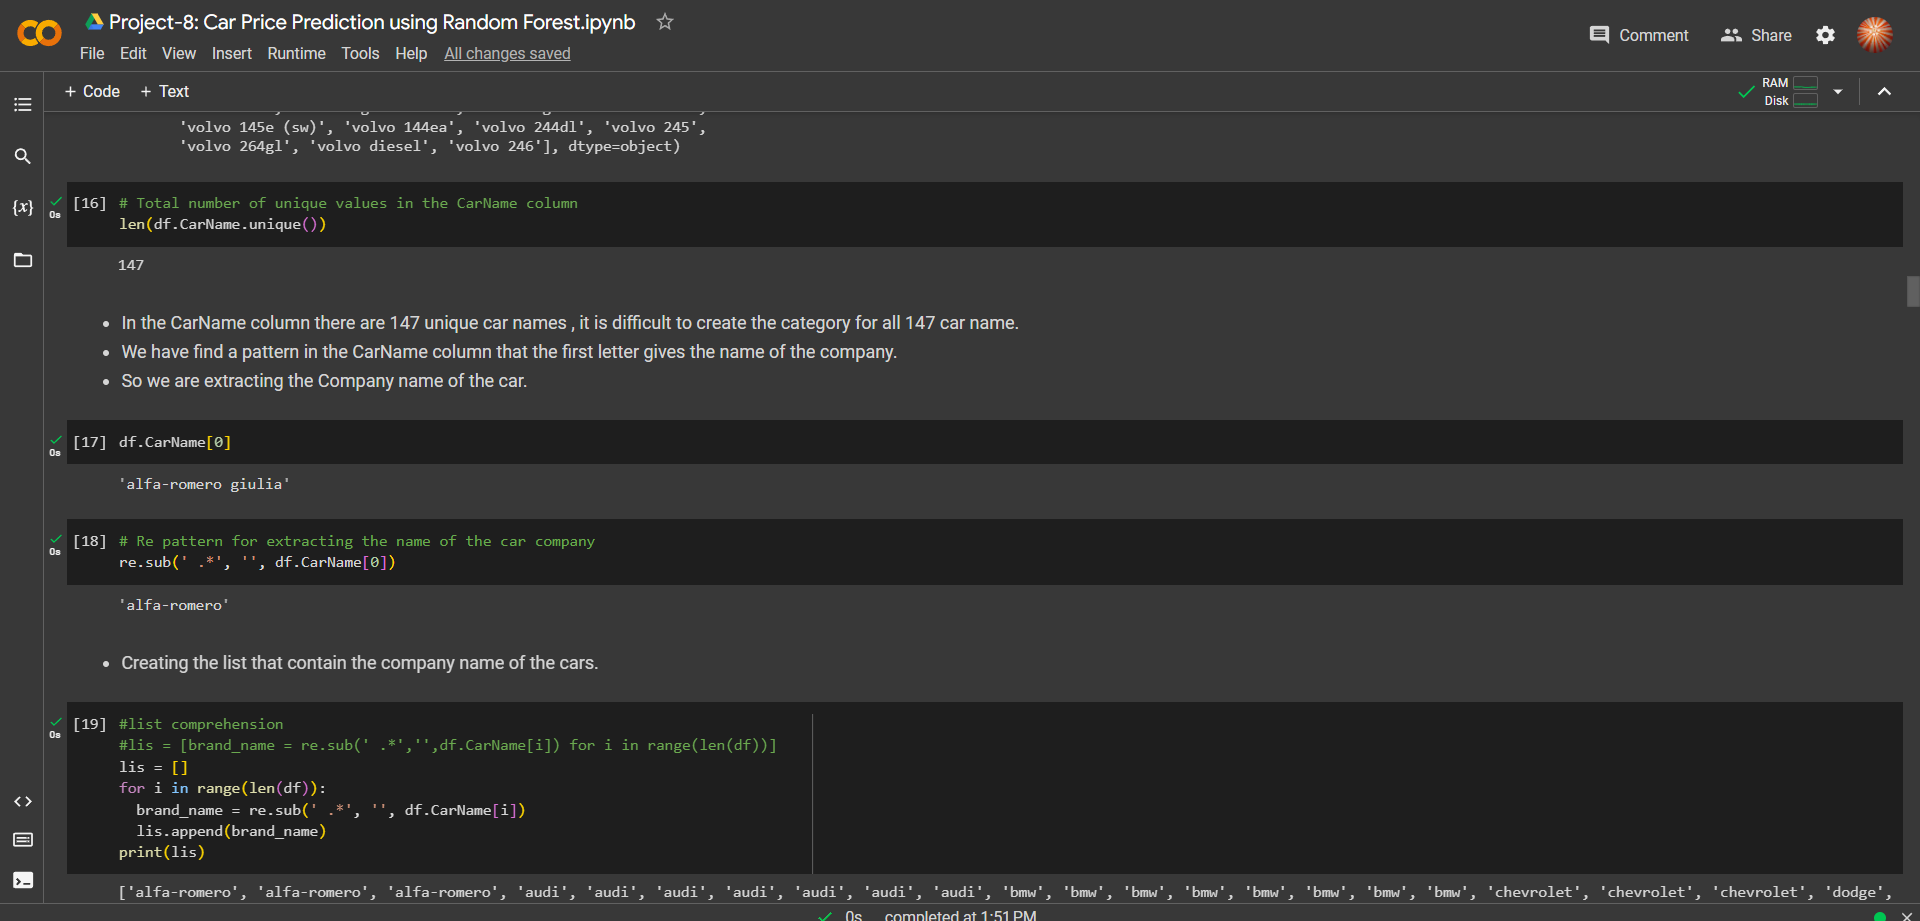 Project-8: Car Price Prediction using Random Forest.ipynb
Comment
Share
File Edit View Insert Runtime Tools Help All changes saved
+ Code + Text
RAM
Disk
'volvo 145e (sw)', 'volvo 144ea', 'volvo 244dl', 'volvo 245',
'volvo 264gl', 'volvo diesel', 'volvo 246'], dtype=object)
{x}
0s
[16] # Total number of unique values in the CarName column
len(df.CarName.unique())
147
• In the CarName column there are 147 unique car names , it is difficult to create the category for all 147 car name.
• We have find a pattern in the CarName column that the first letter gives the name of the company.
• So we are extracting the Company name of the car.
0s
[17] df.CarName[0]
'alfa-romero giulia'
0s
[18] # Re pattern for extracting the name of the car company
re.sub(' .*', '', df.CarName[0])
'alfa-romero'
• Creating the list that contain the company name of the cars.
0s
[19] #list comprehension
#lis = [brand_name = re.sub(' .*','',df.CarName[i]) for i in range(len(df))]
lis = []
for i in range(len(df)):
brand_name = re.sub(' .*', '', df.CarName[i])
lis.append(brand_name)
print(lis)
['alfa-romero', 'alfa-romero', 'alfa-romero', 'audi', 'audi', 'audi', 'audi', 'audi', 'audi', 'audi', 'bmw', 'bmw', 'bmw', 'bmw', 'bmw', 'bmw', 'bmw', 'bmw', 'chevrolet', 'chevrolet', 'chevrolet', 'dodge',
0s completed at 1:51 PM